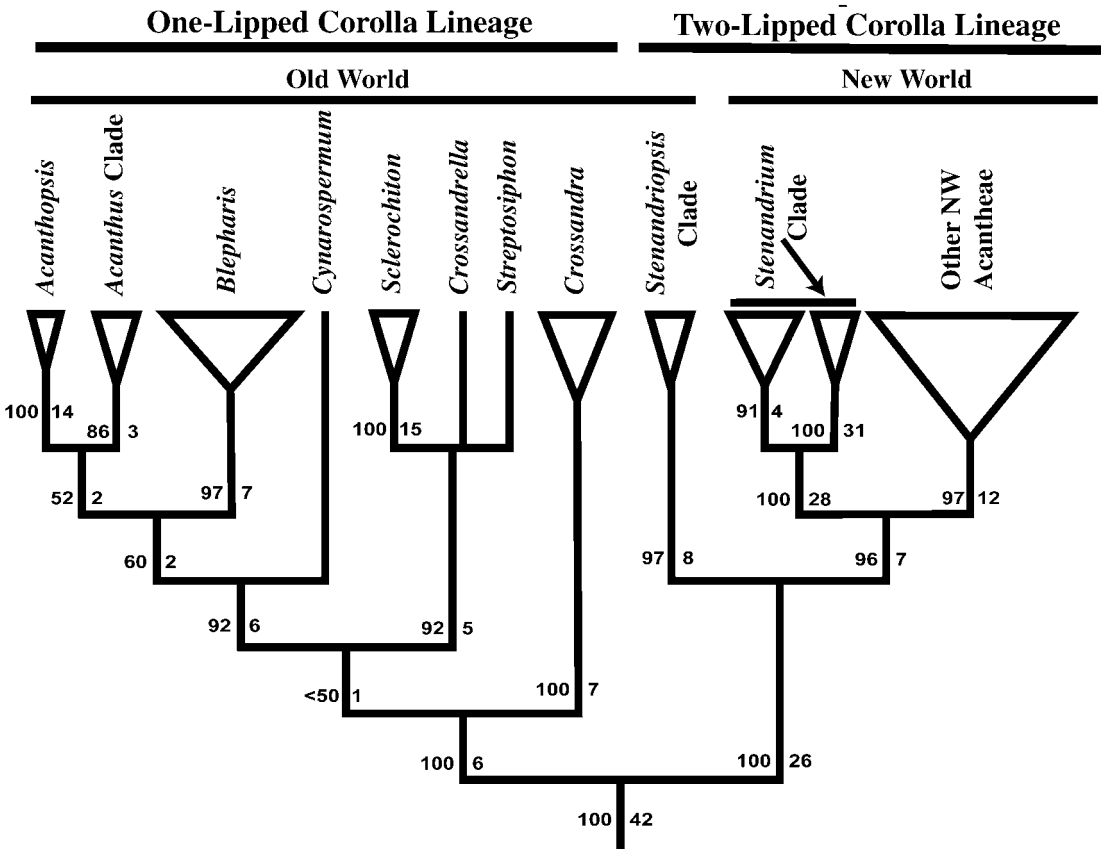 One-Lipped Corolla Lineage
Two-Lipped Corolla Lineage
Old World
New World
Acanthopsis
Acanthus Clade
Blepharis
Cynarospermum
Sclerochiton
Crossandrella
Streptosiphon
Crossandra
Stenandriopsis
Clade
Stenandrium
Clade
Other NW
Acantheae
100 14
86 3
100 15
91 4
100 31
52 2
97 7
100 28
97 12
60 2
97 8
96 7
92 6
92 5
<50 1
100 7
100 6
100 26
100 42